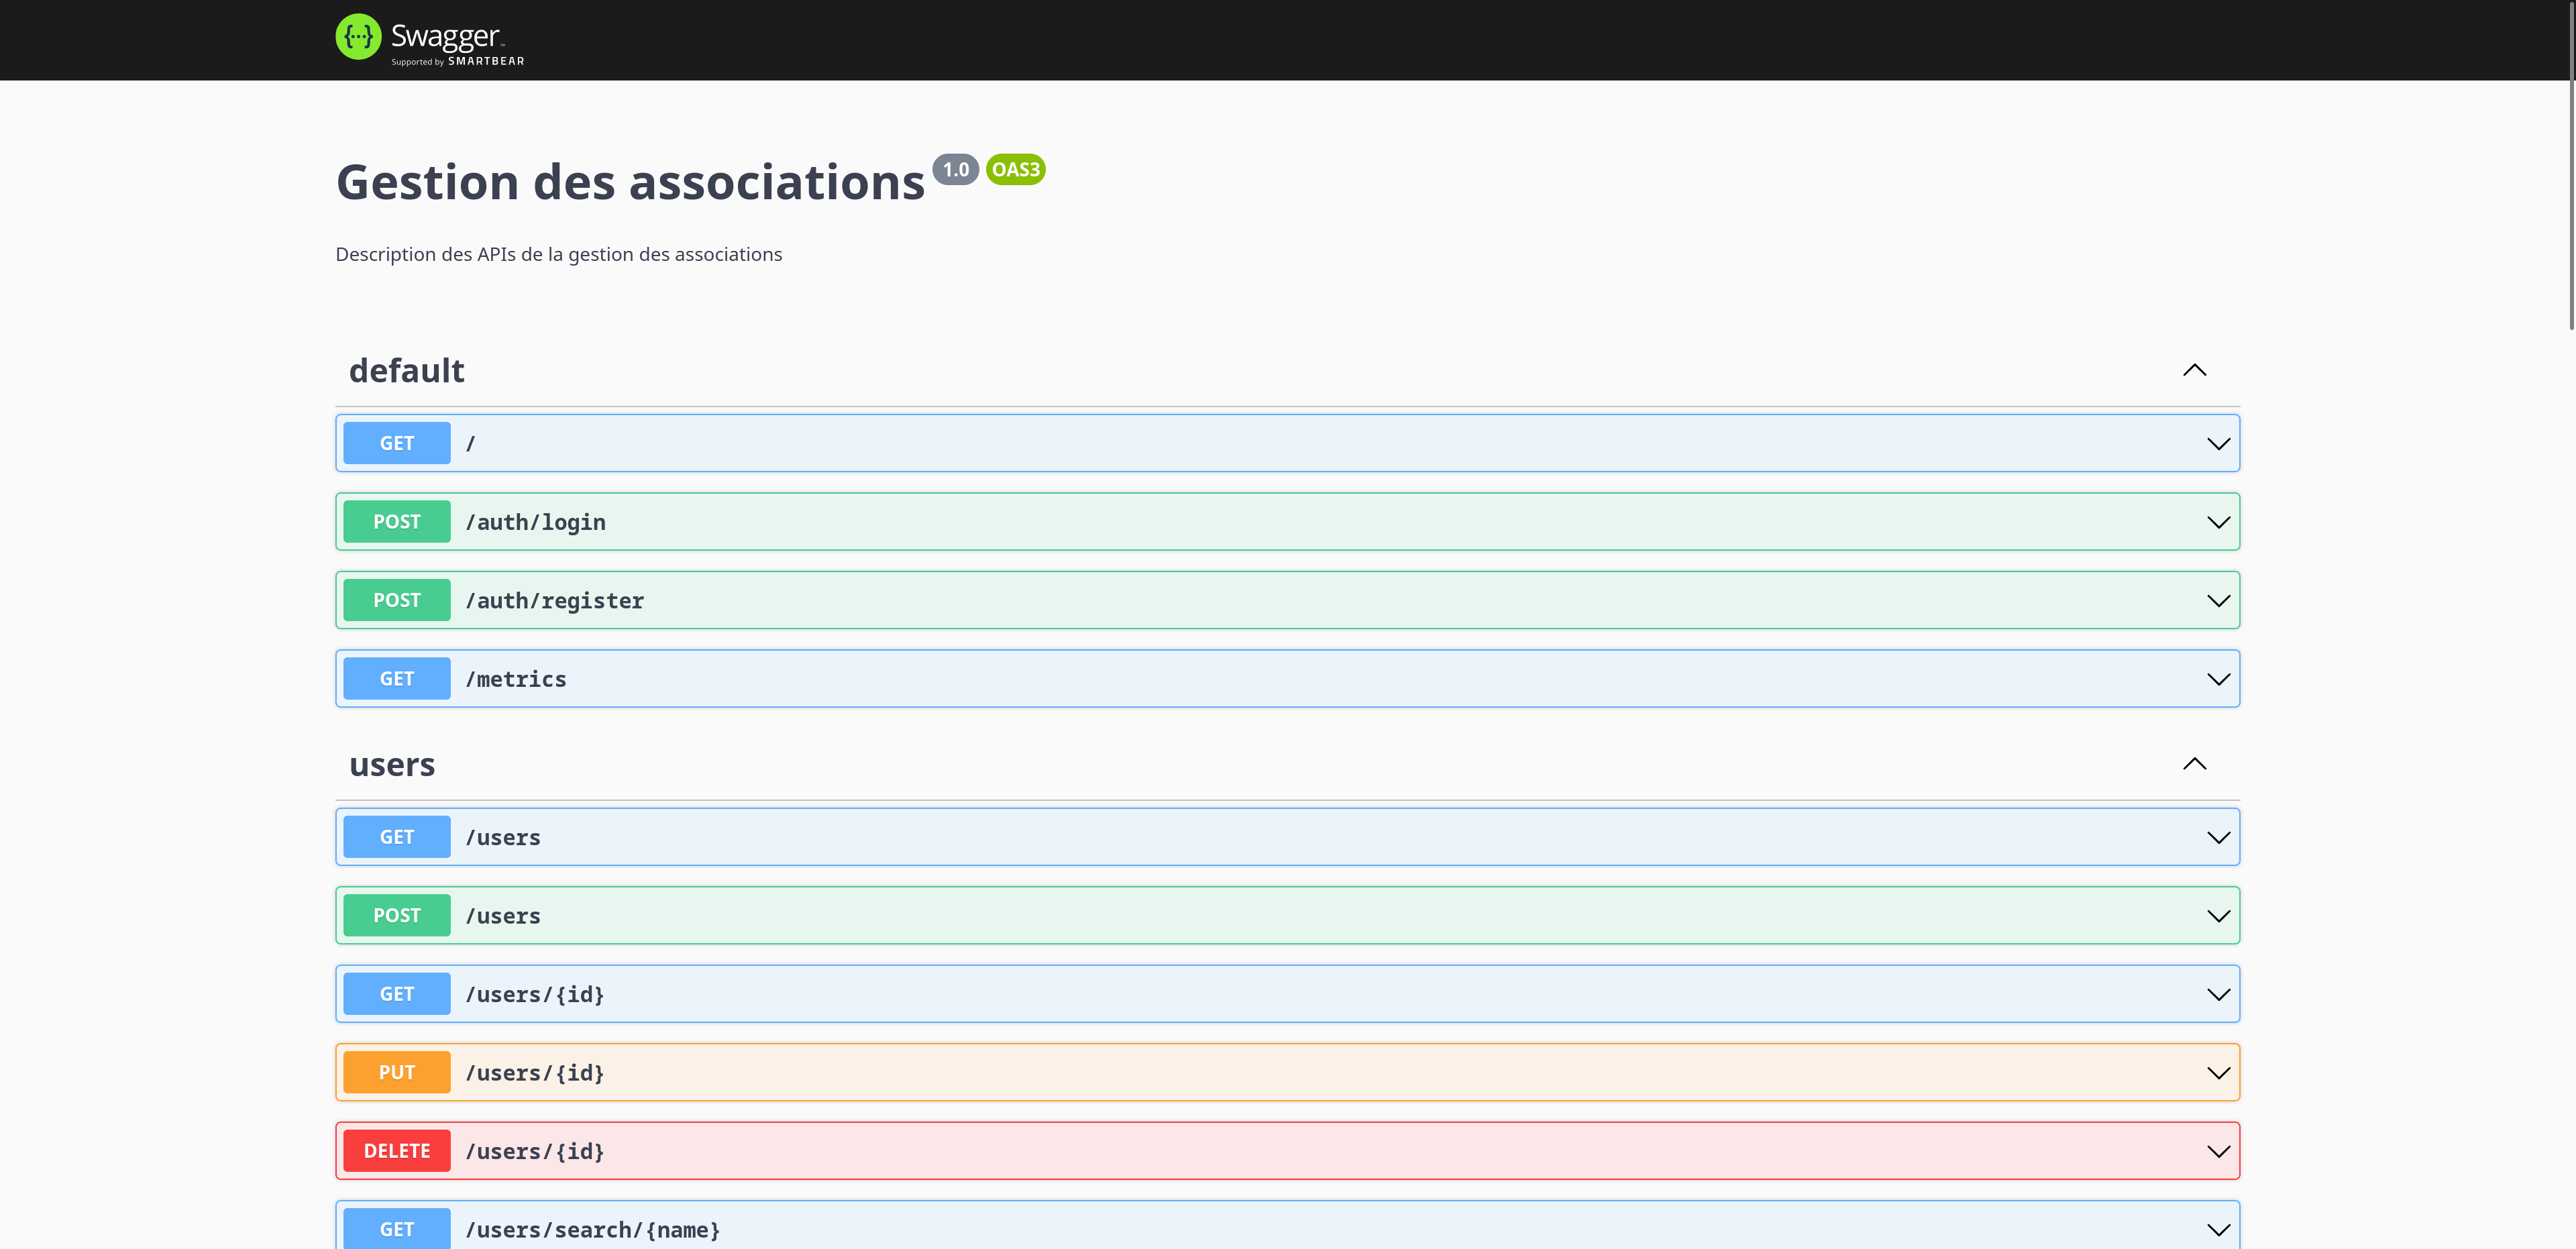 {...} Swagger™
Supported by SMARTBEAR
Gestion des associations 1.0 OAS3
Description des APIs de la gestion des associations
default
GET /
POST /auth/login
POST /auth/register
GET /metrics
users
GET /users
POST /users
GET /users/{id}
PUT /users/{id}
DELETE /users/{id}
GET /users/search/{name}